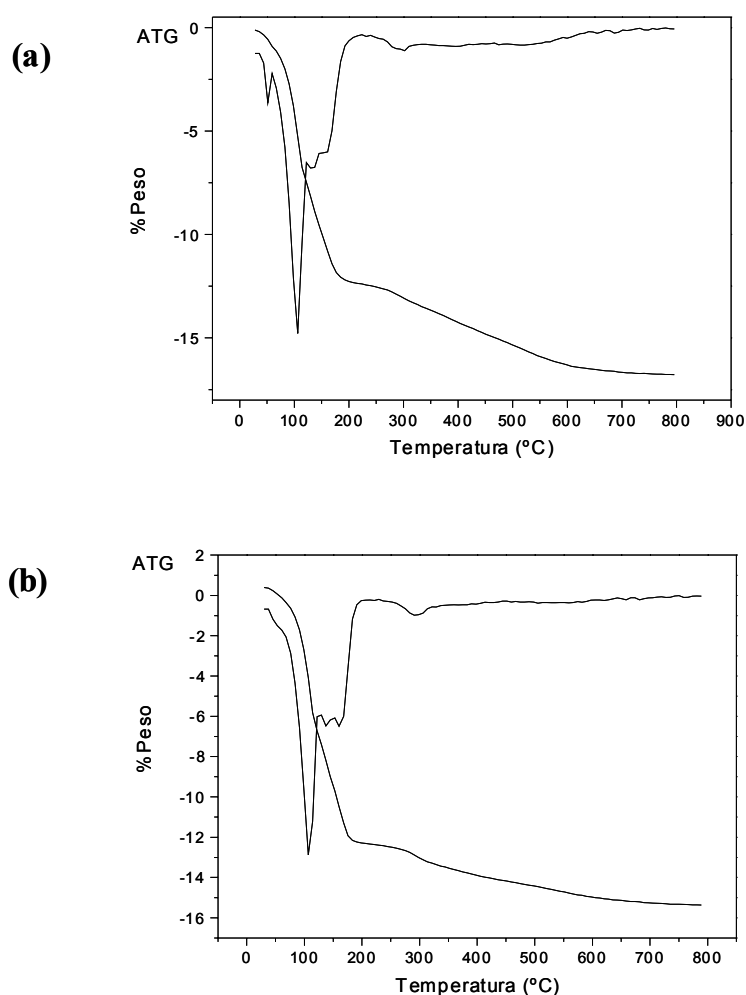 (a)
ATG
0
-5
-10
-15
% Peso
0 100 200 300 400 500 600 700 800 900
Temperatura (ºC)
(b)
ATG
2
0
-2
-4
-6
-8
-10
-12
-14
-16
% Peso
0 100 200 300 400 500 600 700 800
Temperatura (ºC)